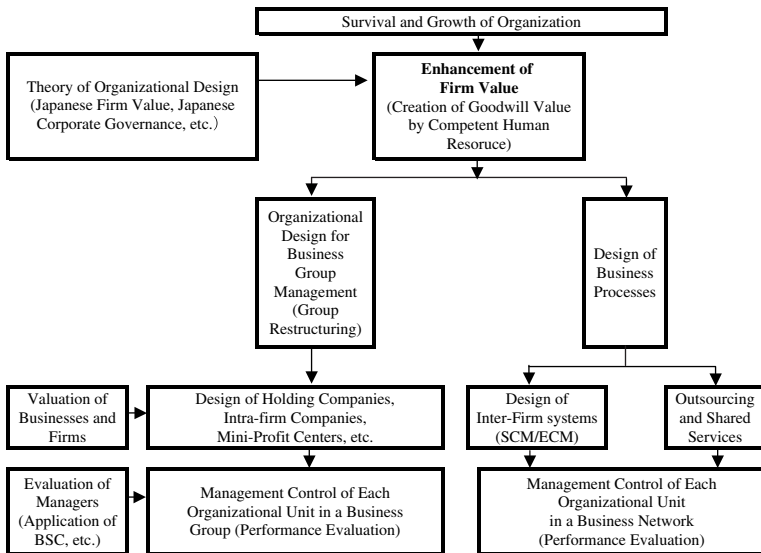 Survival and Growth of Organization
Theory of Organizational Design
(Japanese Firm Value, Japanese
Corporate Governance, etc.)
Enhancement of
Firm Value
(Creation of Goodwill Value
by Competent Human
Resoruce)
Organizational
Design for
Business
Group
Management
(Group
Restructuring)
Design of
Business
Processes
Valuation of
Businesses and
Firms
Design of Holding Companies,
Intra-firm Companies,
Mini-Profit Centers, etc.
Design of
Inter-Firm systems
(SCM/ECM)
Outsourcing
and Shared
Services
Evaluation of
Managers
(Application of
BSC, etc.)
Management Control of Each
Organizational Unit in a Business
Group (Performance Evaluation)
Management Control of Each
Organizational Unit
in a Business Network
(Performance Evaluation)